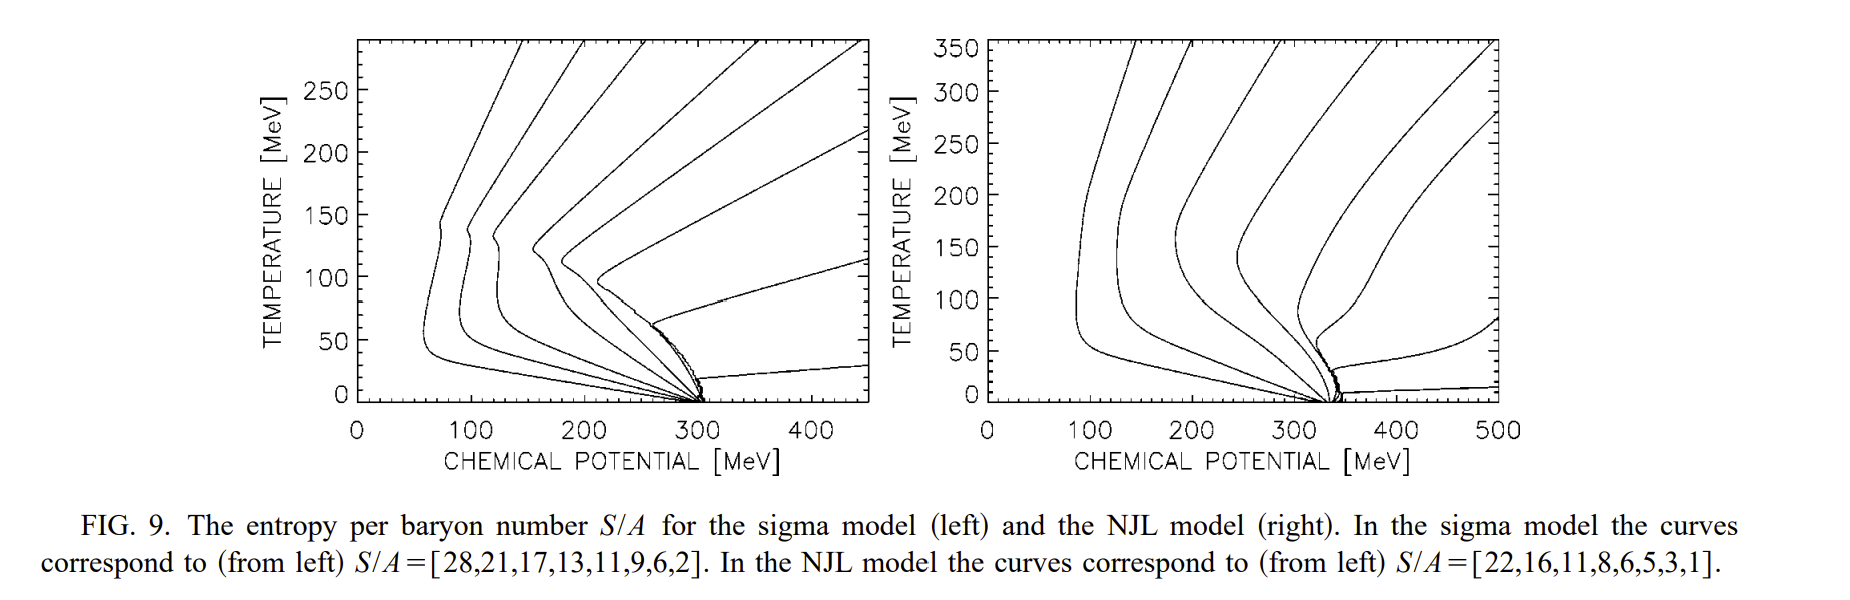 250
200
150
100
50
0
TEMPERATURE [MeV]
0 100 200 300 400
CHEMICAL POTENTIAL [MeV]
350
300
250
200
150
100
50
0
TEMPERATURE [MeV]
0 100 200 300 400 500
CHEMICAL POTENTIAL [MeV]
FIG. 9. The entropy per baryon number S/A for the sigma model (left) and the NJL model (right). In the sigma model the curves
correspond to (from left) S/A=[28,21,17,13,11,9,6,2]. In the NJL model the curves correspond to (from left) S/A=[22,16,11,8,6,5,3,1].